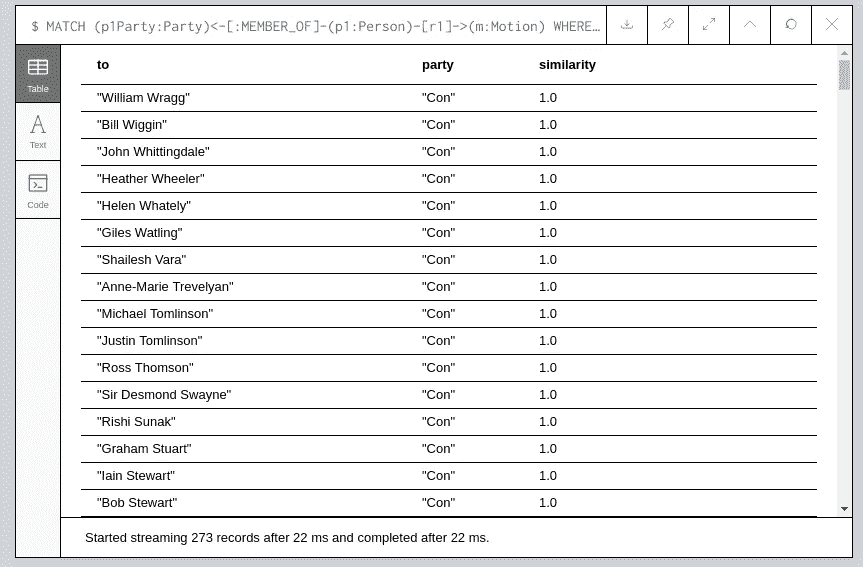 $ MATCH (p1Party:Party)<-[:MEMBER_OF]-(p1:Person)-[r1]->(m:Motion) WHERE…
Table
Text
Code
to party similarity
"William Wragg" "Con" 1.0
"Bill Wiggin" "Con" 1.0
"John Whittingdale" "Con" 1.0
"Heather Wheeler" "Con" 1.0
"Helen Whately" "Con" 1.0
"Giles Watling" "Con" 1.0
"Shailesh Vara" "Con" 1.0
"Anne-Marie Trevelyan" "Con" 1.0
"Michael Tomlinson" "Con" 1.0
"Justin Tomlinson" "Con" 1.0
"Ross Thomson" "Con" 1.0
"Sir Desmond Swayne" "Con" 1.0
"Rishi Sunak" "Con" 1.0
"Graham Stuart" "Con" 1.0
"Iain Stewart" "Con" 1.0
"Bob Stewart" "Con" 1.0
Started streaming 273 records after 22 ms and completed after 22 ms.